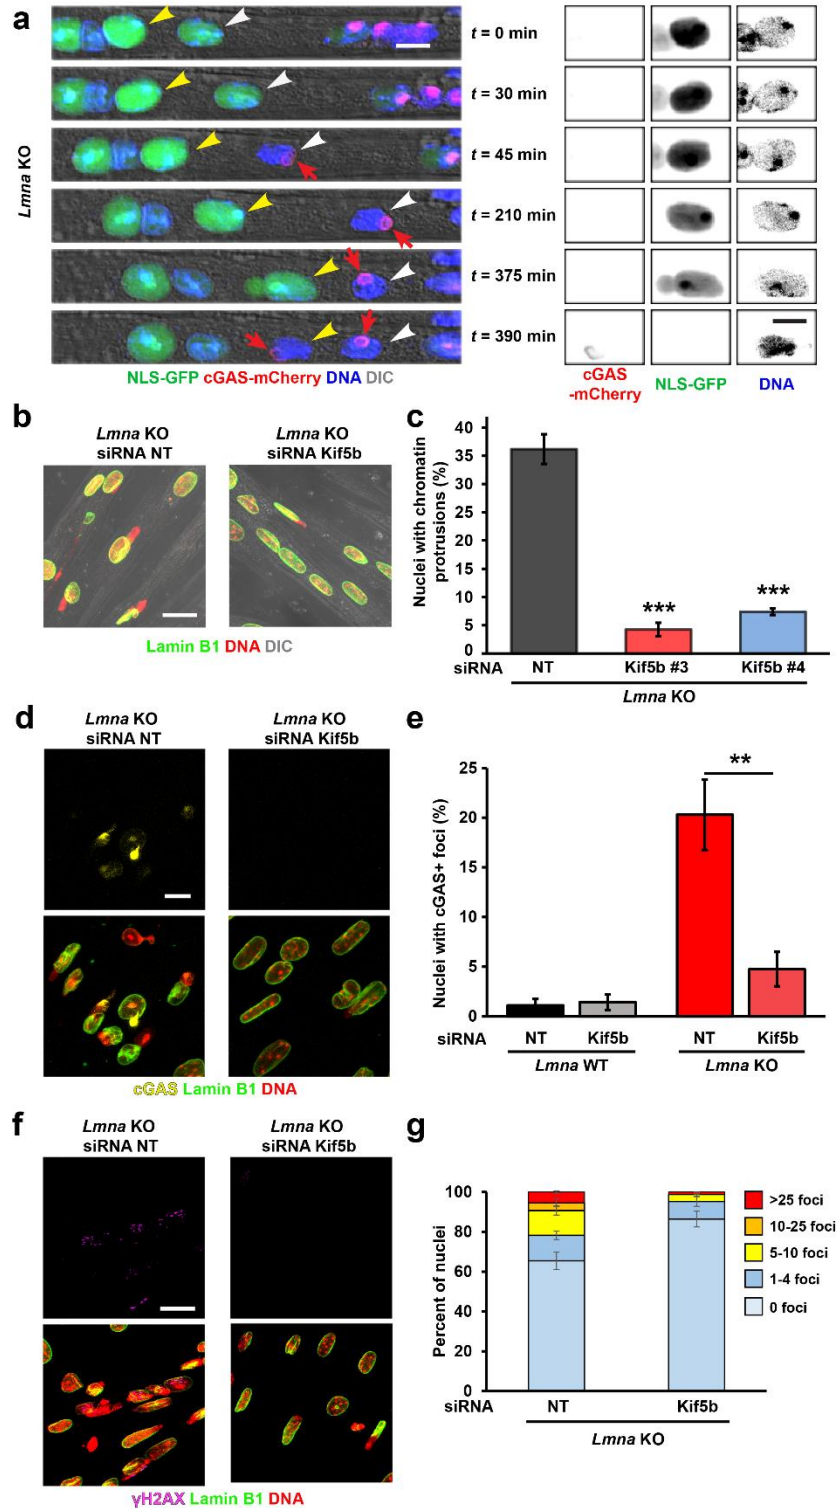 a
Lmna KO
t = 0 min
t = 30 min
t = 45 min
t = 210 min
t = 375 min
t = 390 min
NLS-GFP cGAS-mCherry DNA DIC
cGAS
-mCherry
NLS-GFP
DNA
b
Lmna KO
siRNA NT
Lmna KO
siRNA Kif5b
Lamin B1 DNA DIC
c
Nuclei with chromatin
protrusions (%)
40
35
30
25
20
15
10
5
0
siRNA
NT
Kif5b #3
Kif5b #4
***
***
Lmna KO
d
Lmna KO
siRNA NT
Lmna KO
siRNA Kif5b
cGAS Lamin B1 DNA
e
Nuclei with cGAS+ foci (%)
25
20
15
10
5
0
**
siRNA
NT
Kif5b
NT
Kif5b
Lmna WT
Lmna KO
f
Lmna KO
siRNA NT
Lmna KO
siRNA Kif5b
γH2AX Lamin B1 DNA
g
Percent of nuclei
100
80
60
40
20
0
>25 foci
10-25 foci
5-10 foci
1-4 foci
0 foci
siRNA
NT
Kif5b
Lmna KO